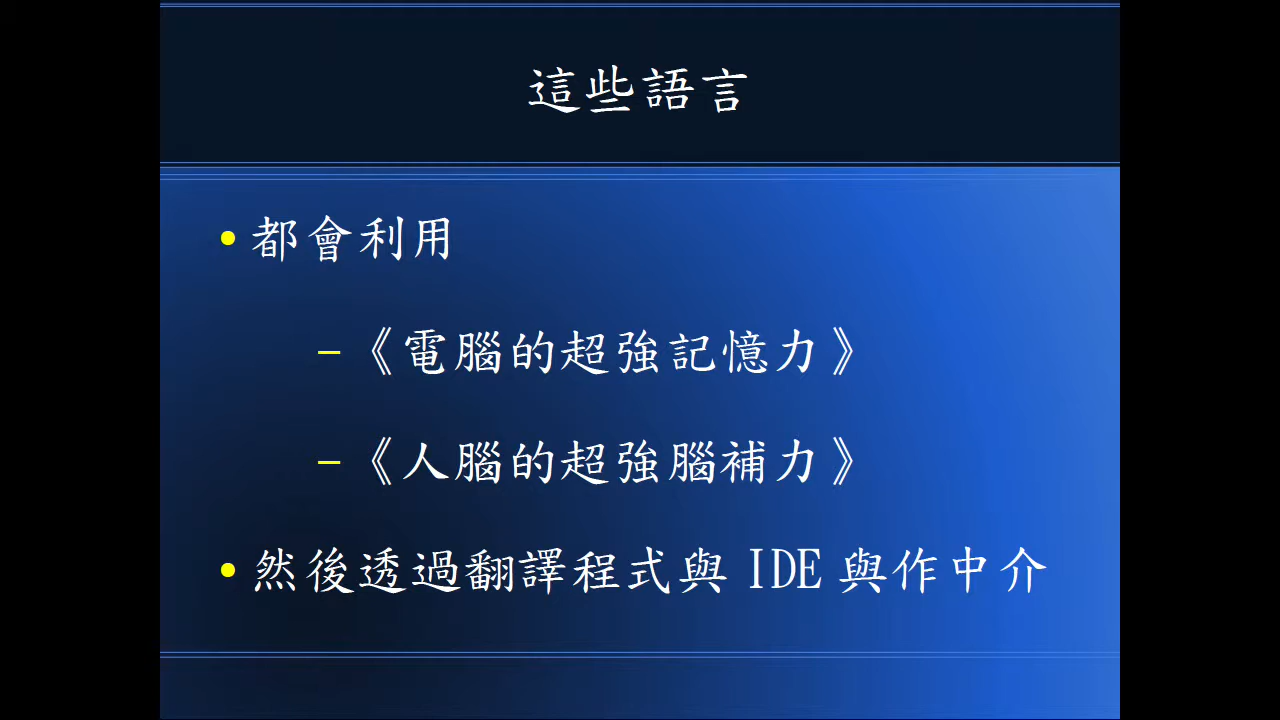 這些語言
• 都會利用
– 《電腦的超強記憶力》
– 《人腦的超強腦補力》
• 然後透過翻譯程式與 IDE 與作中介